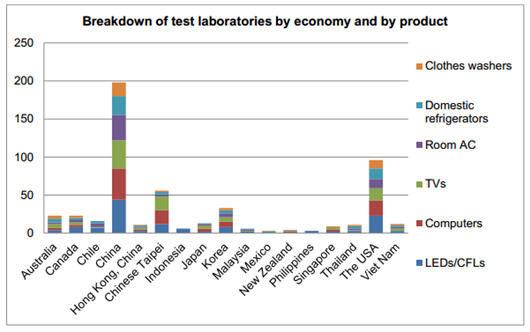 Breakdown of test laboratories by economy and by product
250
200
150
100
50
0
Australia
Canada
Chile
China
Hong Kong, China
Chinese Taipei
Indonesia
Japan
Korea
Malaysia
Mexico
New Zealand
Philippines
Singapore
Thailand
The USA
Viet Nam
Clothes washers
Domestic
refrigerators
Room AC
TVs
Computers
LEDs/CFLs